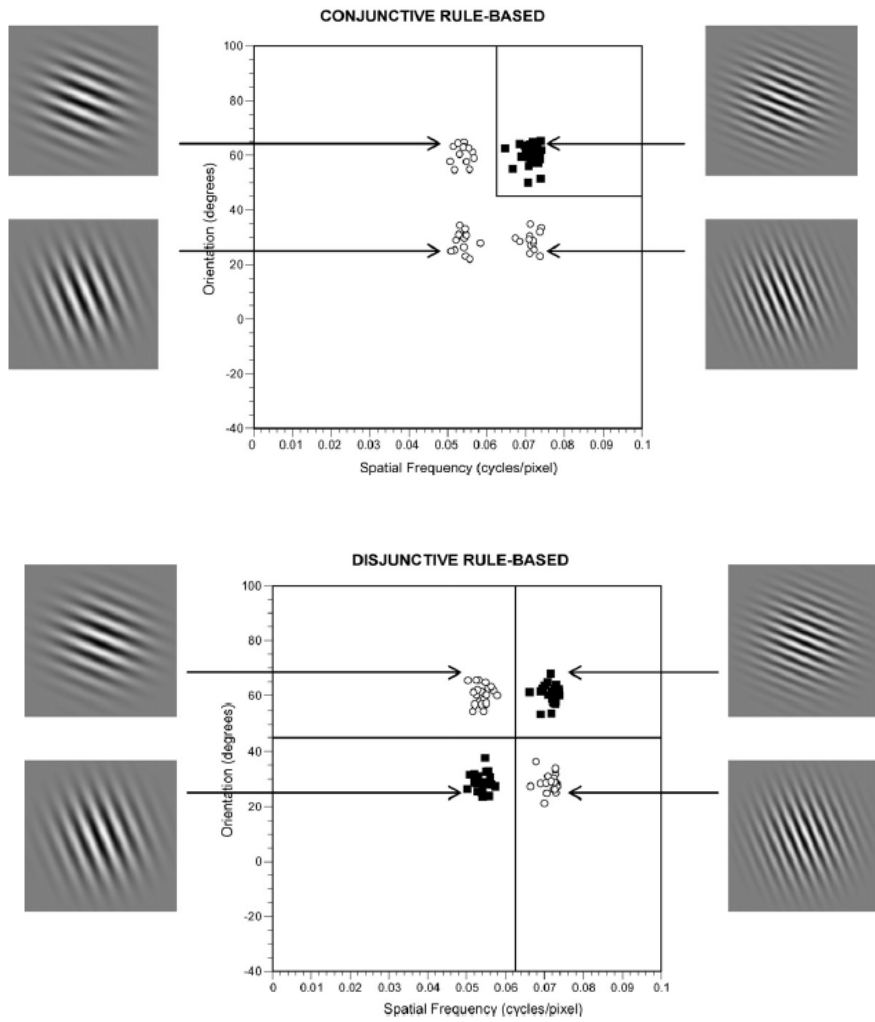 CONJUNCTIVE RULE-BASED
100
80
60
40
20
0
-20
-40
Orientation (degrees)
0 0.01 0.02 0.03 0.04 0.05 0.06 0.07 0.08 0.09 0.1
Spatial Frequency (cycles/pixel)
DISJUNCTIVE RULE-BASED
100
80
60
40
20
0
-20
-40
Orientation (degrees)
0 0.01 0.02 0.03 0.04 0.05 0.06 0.07 0.08 0.09 0.1
Spatial Frequency (cycles/pixel)